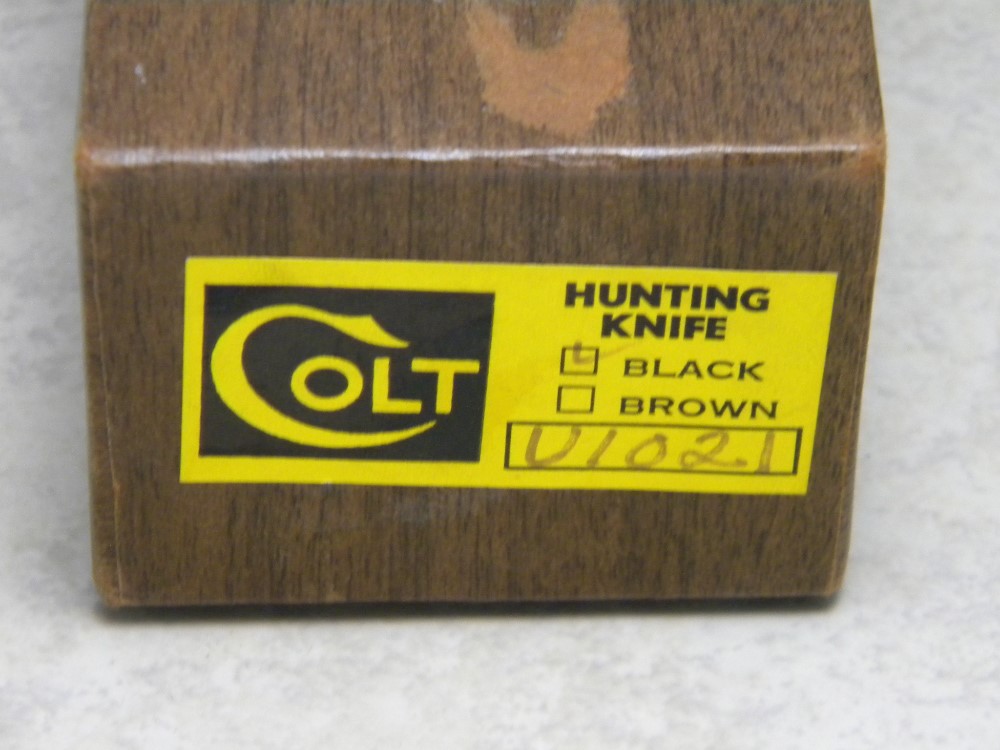 COLT
HUNTING
KNIFE
BLACK
BROWN
U1021